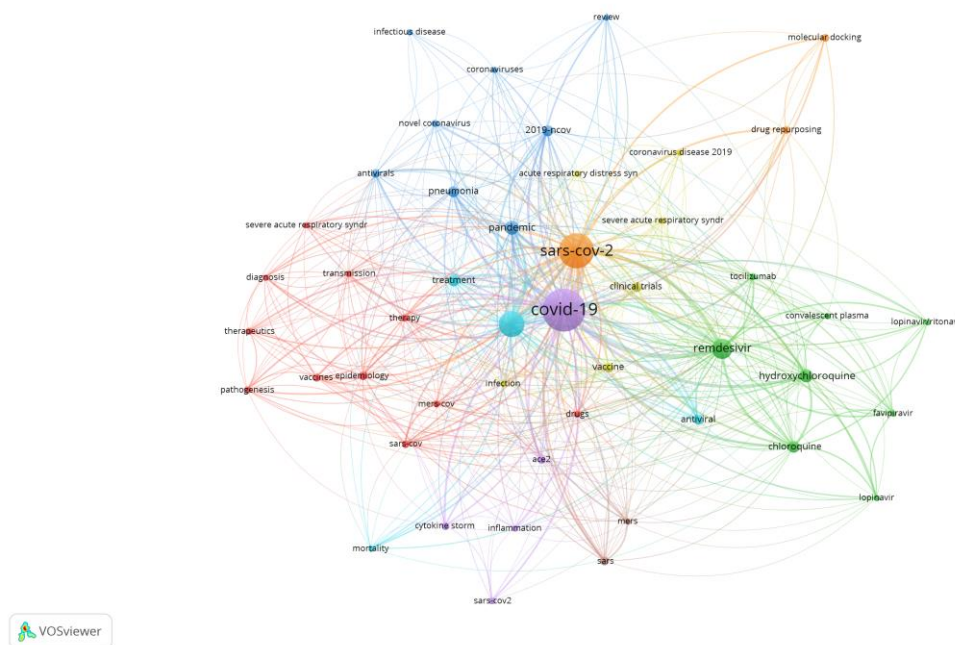 review
infectious disease
molecular docking
coronaviruses
novel coronavirus
2019-ncov
drug repurposing
coronavirus disease 2019
antivirals
acute respiratory distress syn
pneumonia
severe acute respiratory syndr
severe acute respiratory syndr
pandemic
sars-cov-2
diagnosis
transmission
treatment
clinical trials
tocilizumab
covid-19
therapy
convalescent plasma
lopinavir/ritonav
therapeutics
remdesivir
vaccines
epidemiology
infection
vaccine
hydroxychloroquine
pathogenesis
mers-cov
drugs
antiviral
favipiravir
sars-cov
chloroquine
ace2
lopinavir
cytokine storm
inflammation
mers
mortality
sars
sars-cov2
VOSviewer